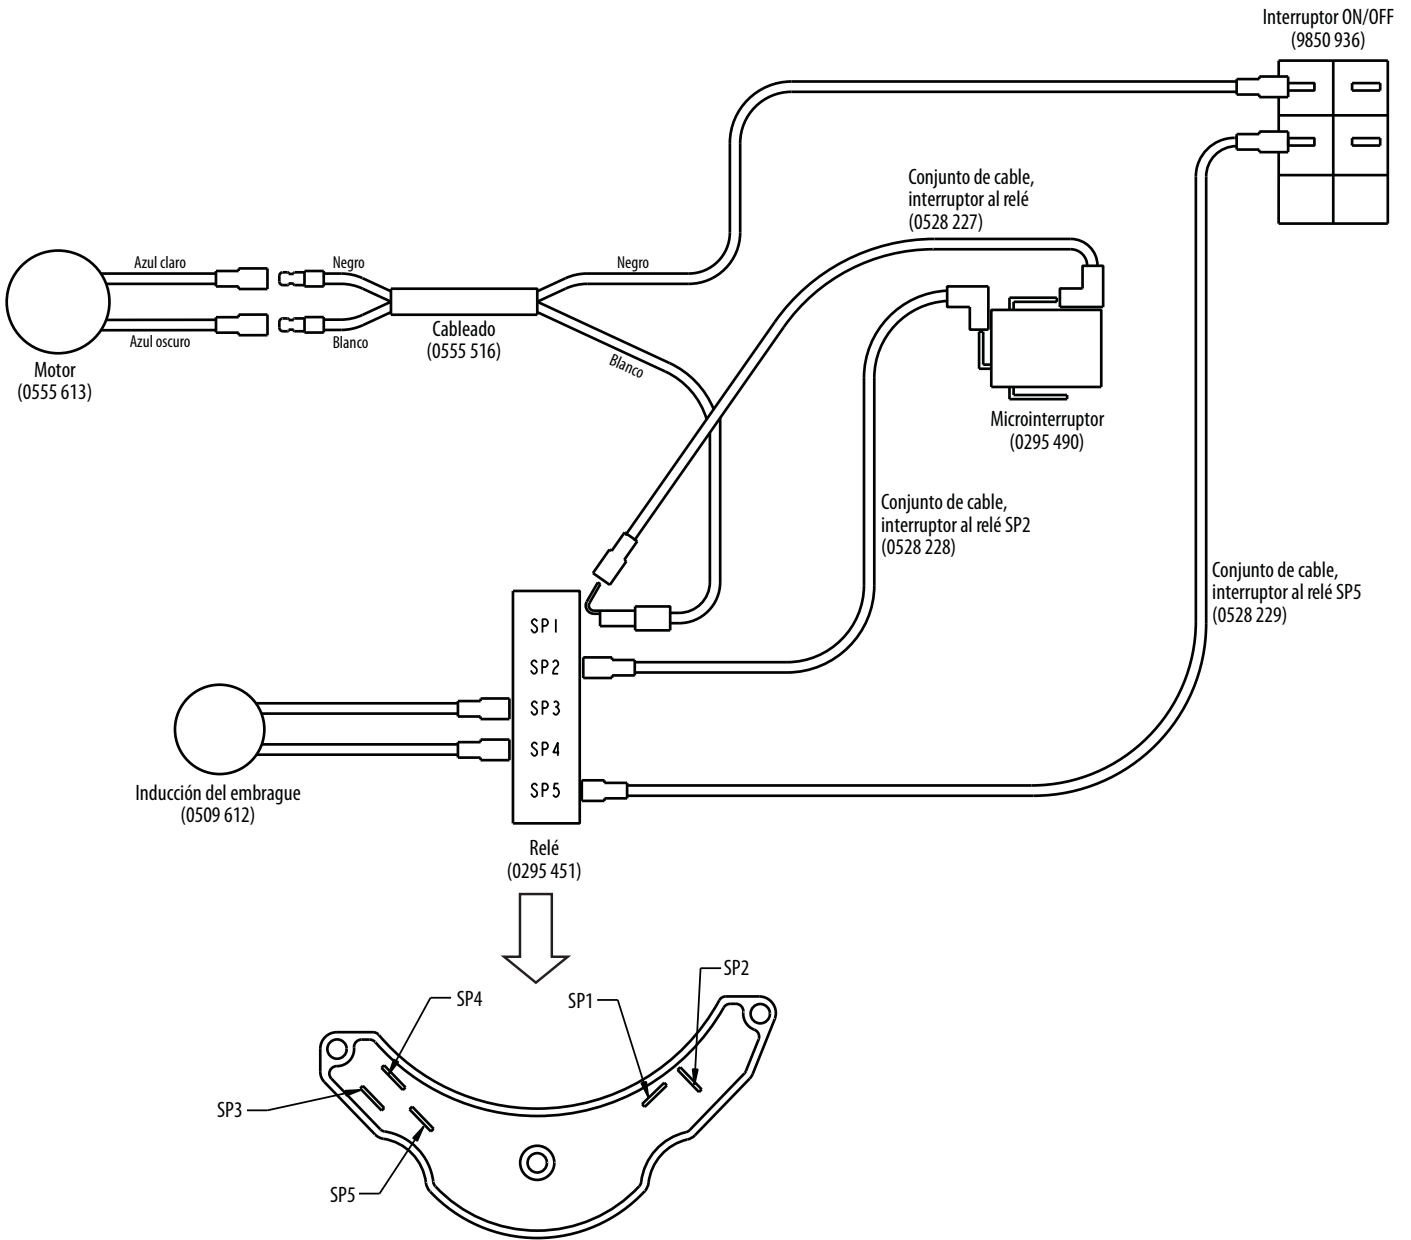 Interruptor ON/OFF
(9850 936)
Conjunto de cable,
interruptor al relé
(0528 227)
Azul claro
Negro
Negro
Azul oscuro
Blanco
Cableado
(0555 516)
Blanco
Motor
(0555 613)
Microinterruptor
(0295 490)
Conjunto de cable,
interruptor al relé SP2
(0528 228)
Conjunto de cable,
interruptor al relé SP5
(0528 229)
SP1
SP2
SP3
SP4
SP5
Inducción del embrague
(0509 612)
Relé
(0295 451)
SP2
SP4
SP1
SP3
SP5